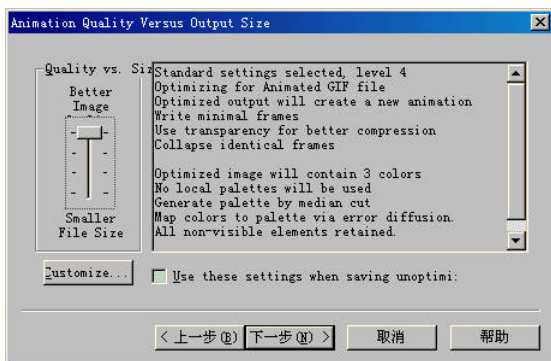 Animation Quality Versus Output Size
Quality vs. Siz
Better
Image
Smaller
File Size
Standard settings selected, level 4
Optimizing for Animated GIF file
Optimized output will create a new animation
Write minimal frames
Use transparency for better compression
Collapse identical frames
Optimized image will contain 3 colors
No local palettes will be used
Generate palette by median cut
Map colors to palette via error diffusion.
All non-visible elements retained.
Customize...
Use these settings when saving unoptimi:
< 上一步(B)
下一步(N) >
取消
帮助